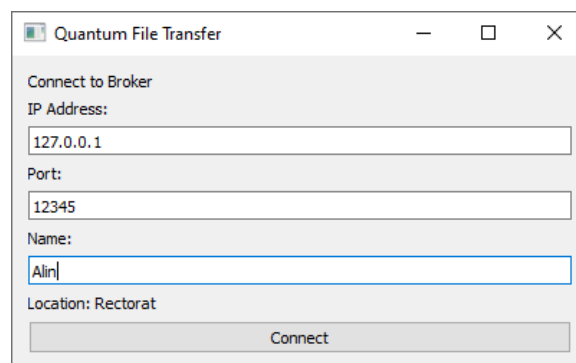 Quantum File Transfer
Connect to Broker
IP Address:
127.0.0.1
Port:
12345
Name:
Alin
Location: Rectorat
Connect